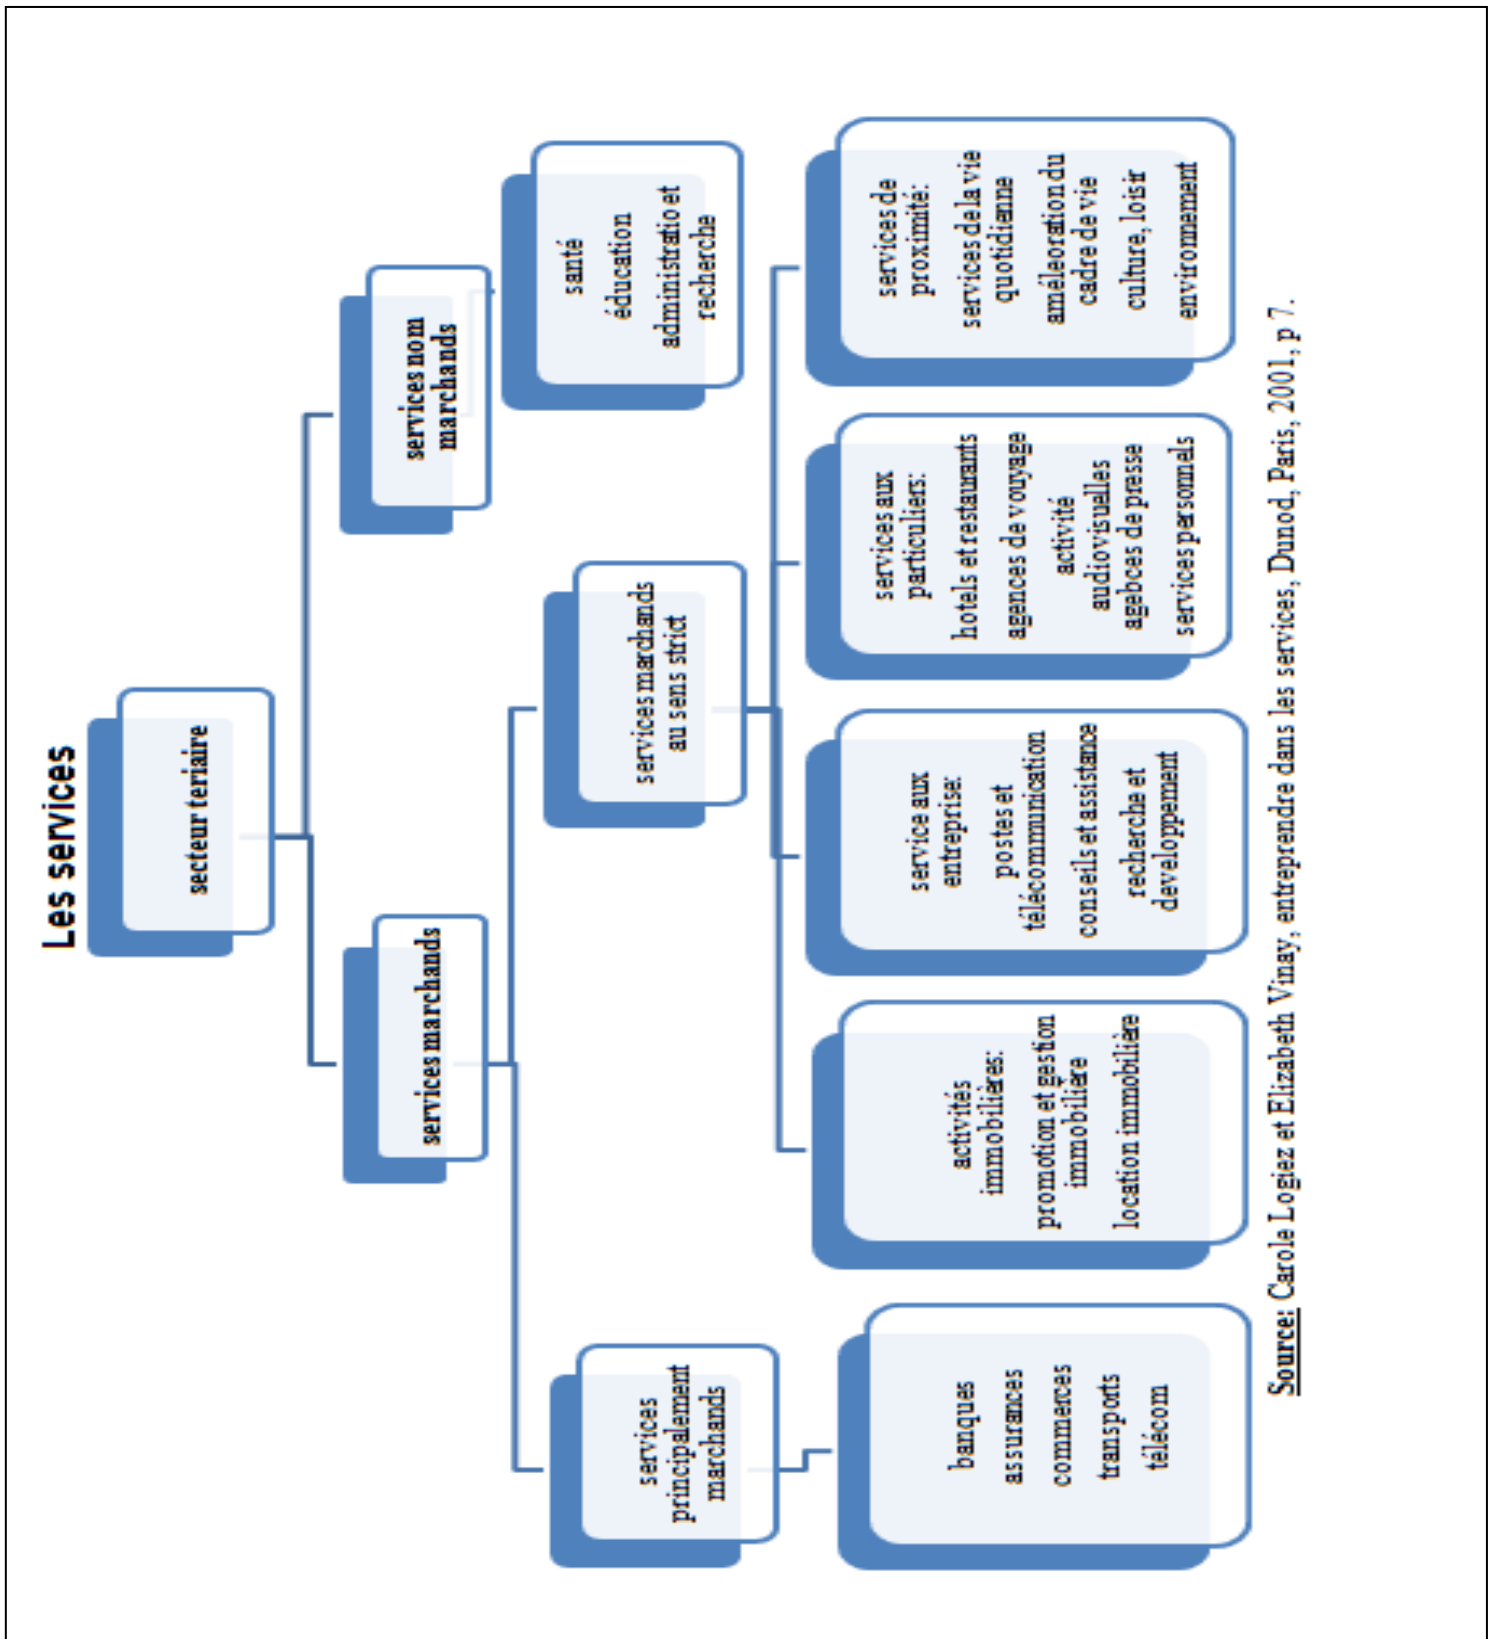 Les services
secteur teriaire
services marchands
services nom
marchands
services
principalement
marchands
services marchands
au sens strict
santé
éducation
administratio et
recherche
banques
assurances
commerces
transports
télécom
activités
immobilières:
promotion et gestion
immobilière
location immobilière
service aux
entreprise:
postes et
télécommunication
conseils et assistance
recherche et
developpement
services aux
particuliers:
hotels et restaurants
agences de vouyage
activité
audiovisuelles
agebces de presse
services personnals
services de
proximité:
services de la vie
quotidienne
améleoration du
cadre de vie
culture, loisir
environnement
Source: Carole Logiez et Elizabeth Vinay, entreprendre dans les services, Dunod, Paris, 2001, p 7.